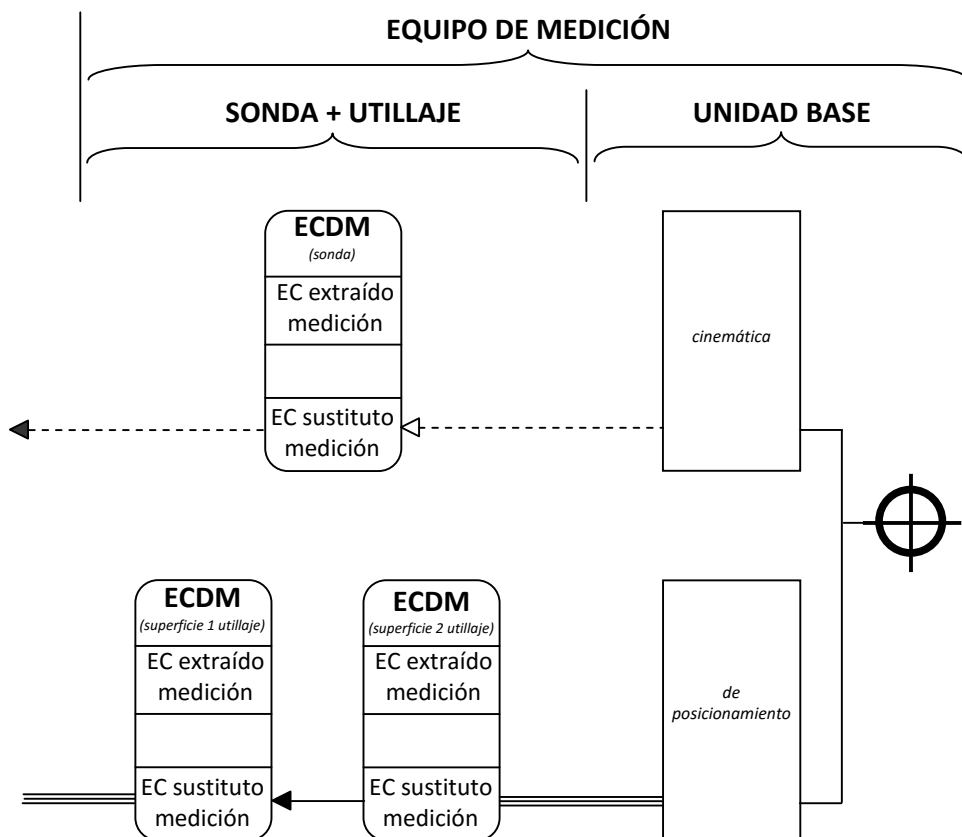 EQUIPO DE MEDICIÓN
SONDA + UTILLAJE
UNIDAD BASE
ECDM
(sonda)
EC extraído
medición
EC sustituto
medición
cinemática
ECDM
(superficie 1 utillaje)
EC extraído
medición
EC sustituto
medición
ECDM
(superficie 2 utillaje)
EC extraído
medición
EC sustituto
medición
de
posicionamiento